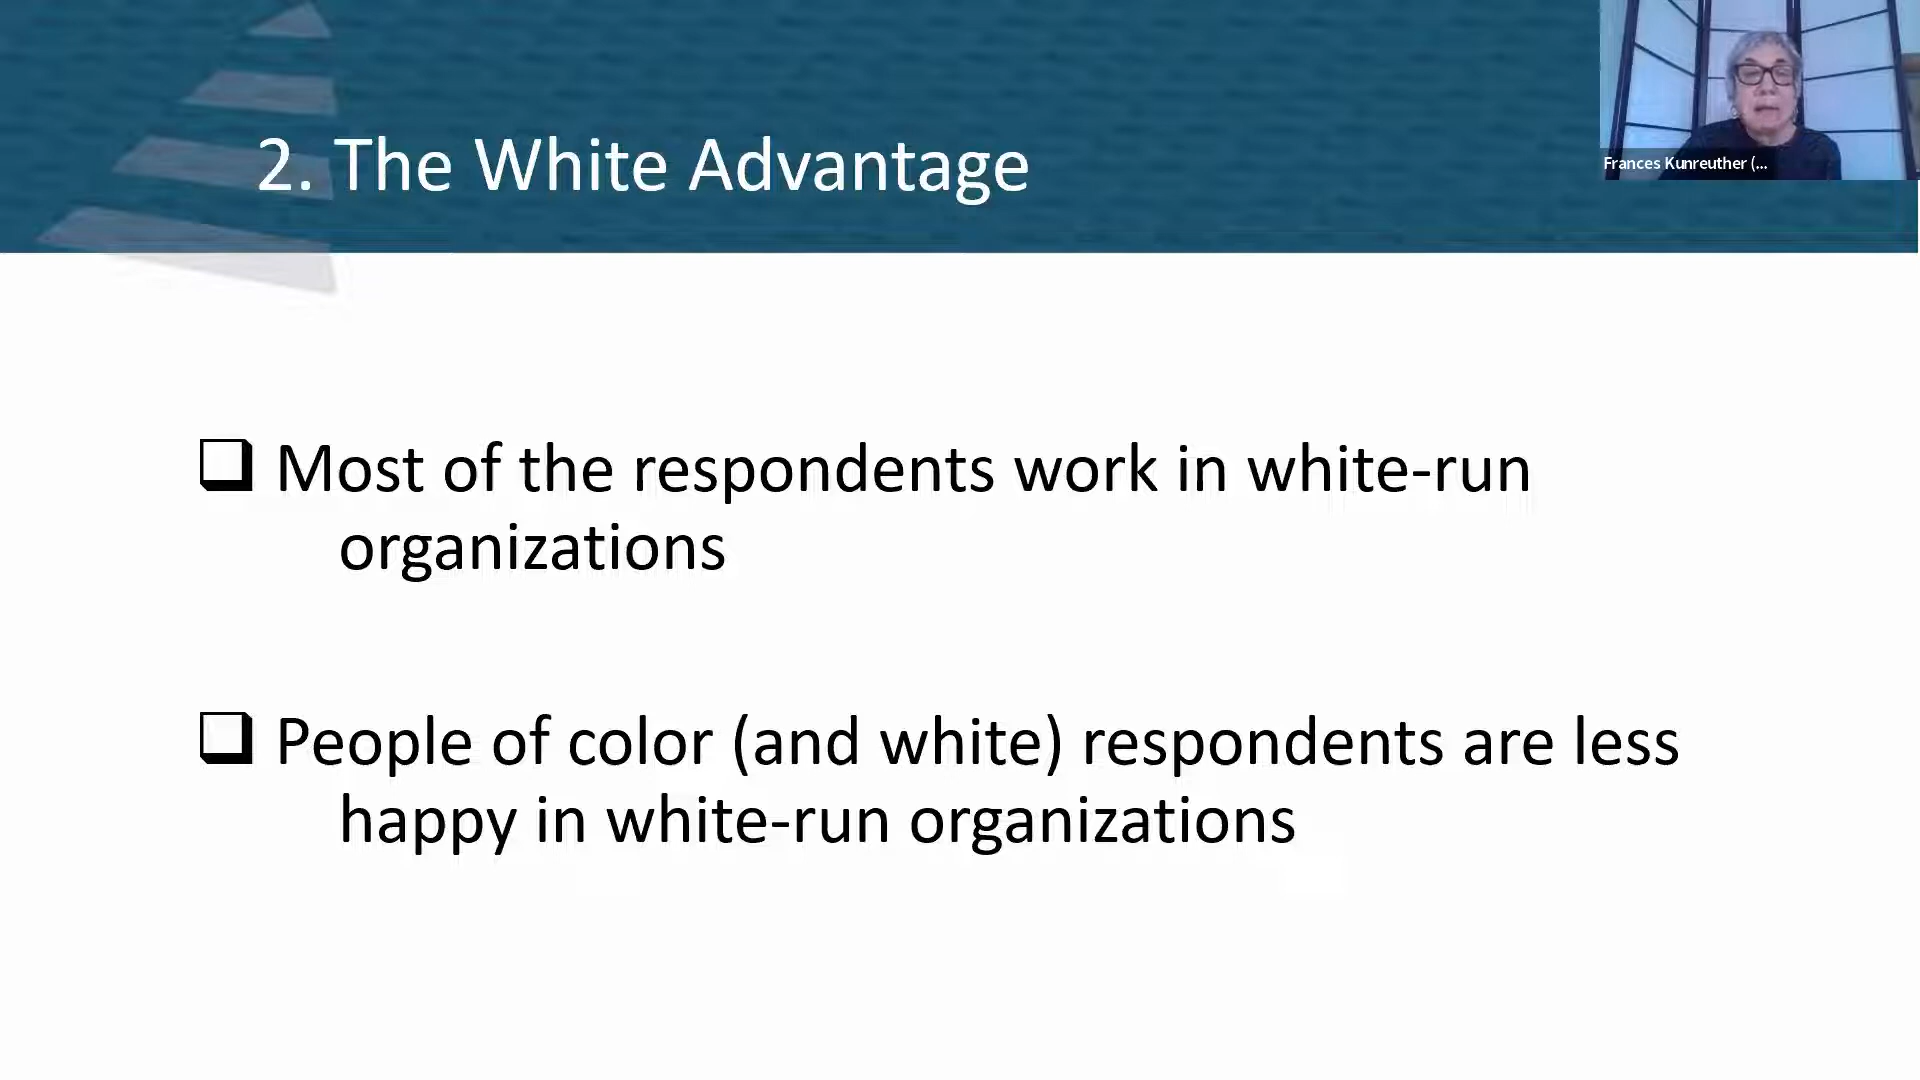 2. The White Advantage
Frances Kunreuther (...
❑ Most of the respondents work in white-run
organizations
❑ People of color (and white) respondents are less
happy in white-run organizations